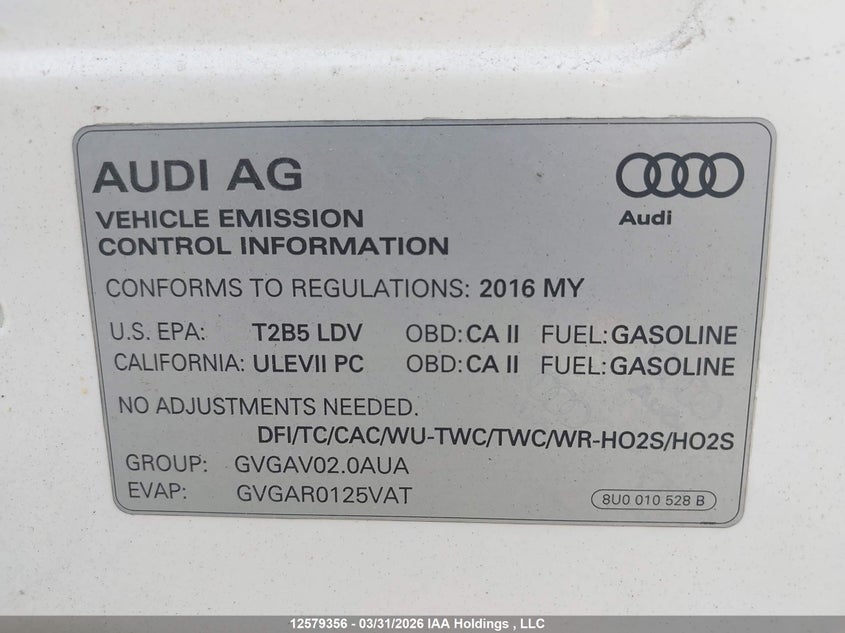 AUDI AG
Audi
VEHICLE EMISSION
CONTROL INFORMATION
CONFORMS TO REGULATIONS: 2016 MY
U.S. EPA: T2B5 LDV OBD: CA II FUEL: GASOLINE
CALIFORNIA: ULEVII PC OBD: CA II FUEL: GASOLINE
NO ADJUSTMENTS NEEDED.
DFI/TC/CAC/WU-TWC/TWC/WR-HO2S/HO2S
GROUP: GVGAV02.0AUA
EVAP: GVGAR0125VAT
8U0 010 528 B
12579356 - 03/31/2026 IAA Holdings , LLC